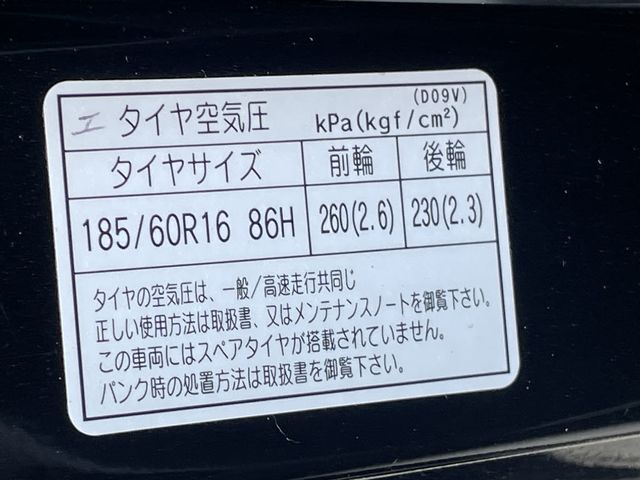 (D09V)
エ タイヤ空気圧 kPa(kgf/cm²)
タイヤサイズ 前輪 後輪
185/60R16 86H 260(2.6) 230(2.3)
タイヤの空気圧は、一般/高速走行共同じ
正しい使用方法は取扱書、又はメンテナンスノートを御覧下さい。
この車両にはスペアタイヤが搭載されていません。
パンク時の処置方法は取扱書を御覧下さい。